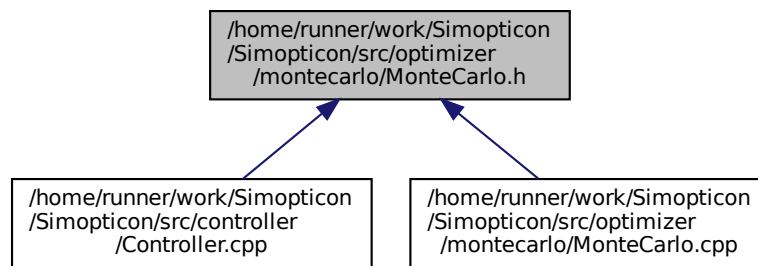 /home/runner/work/Simopticon
/Simopticon/src/optimizer
/montecarlo/MonteCarlo.h
/home/runner/work/Simopticon
/Simopticon/src/controller
/Controller.cpp
/home/runner/work/Simopticon
/Simopticon/src/optimizer
/montecarlo/MonteCarlo.cpp